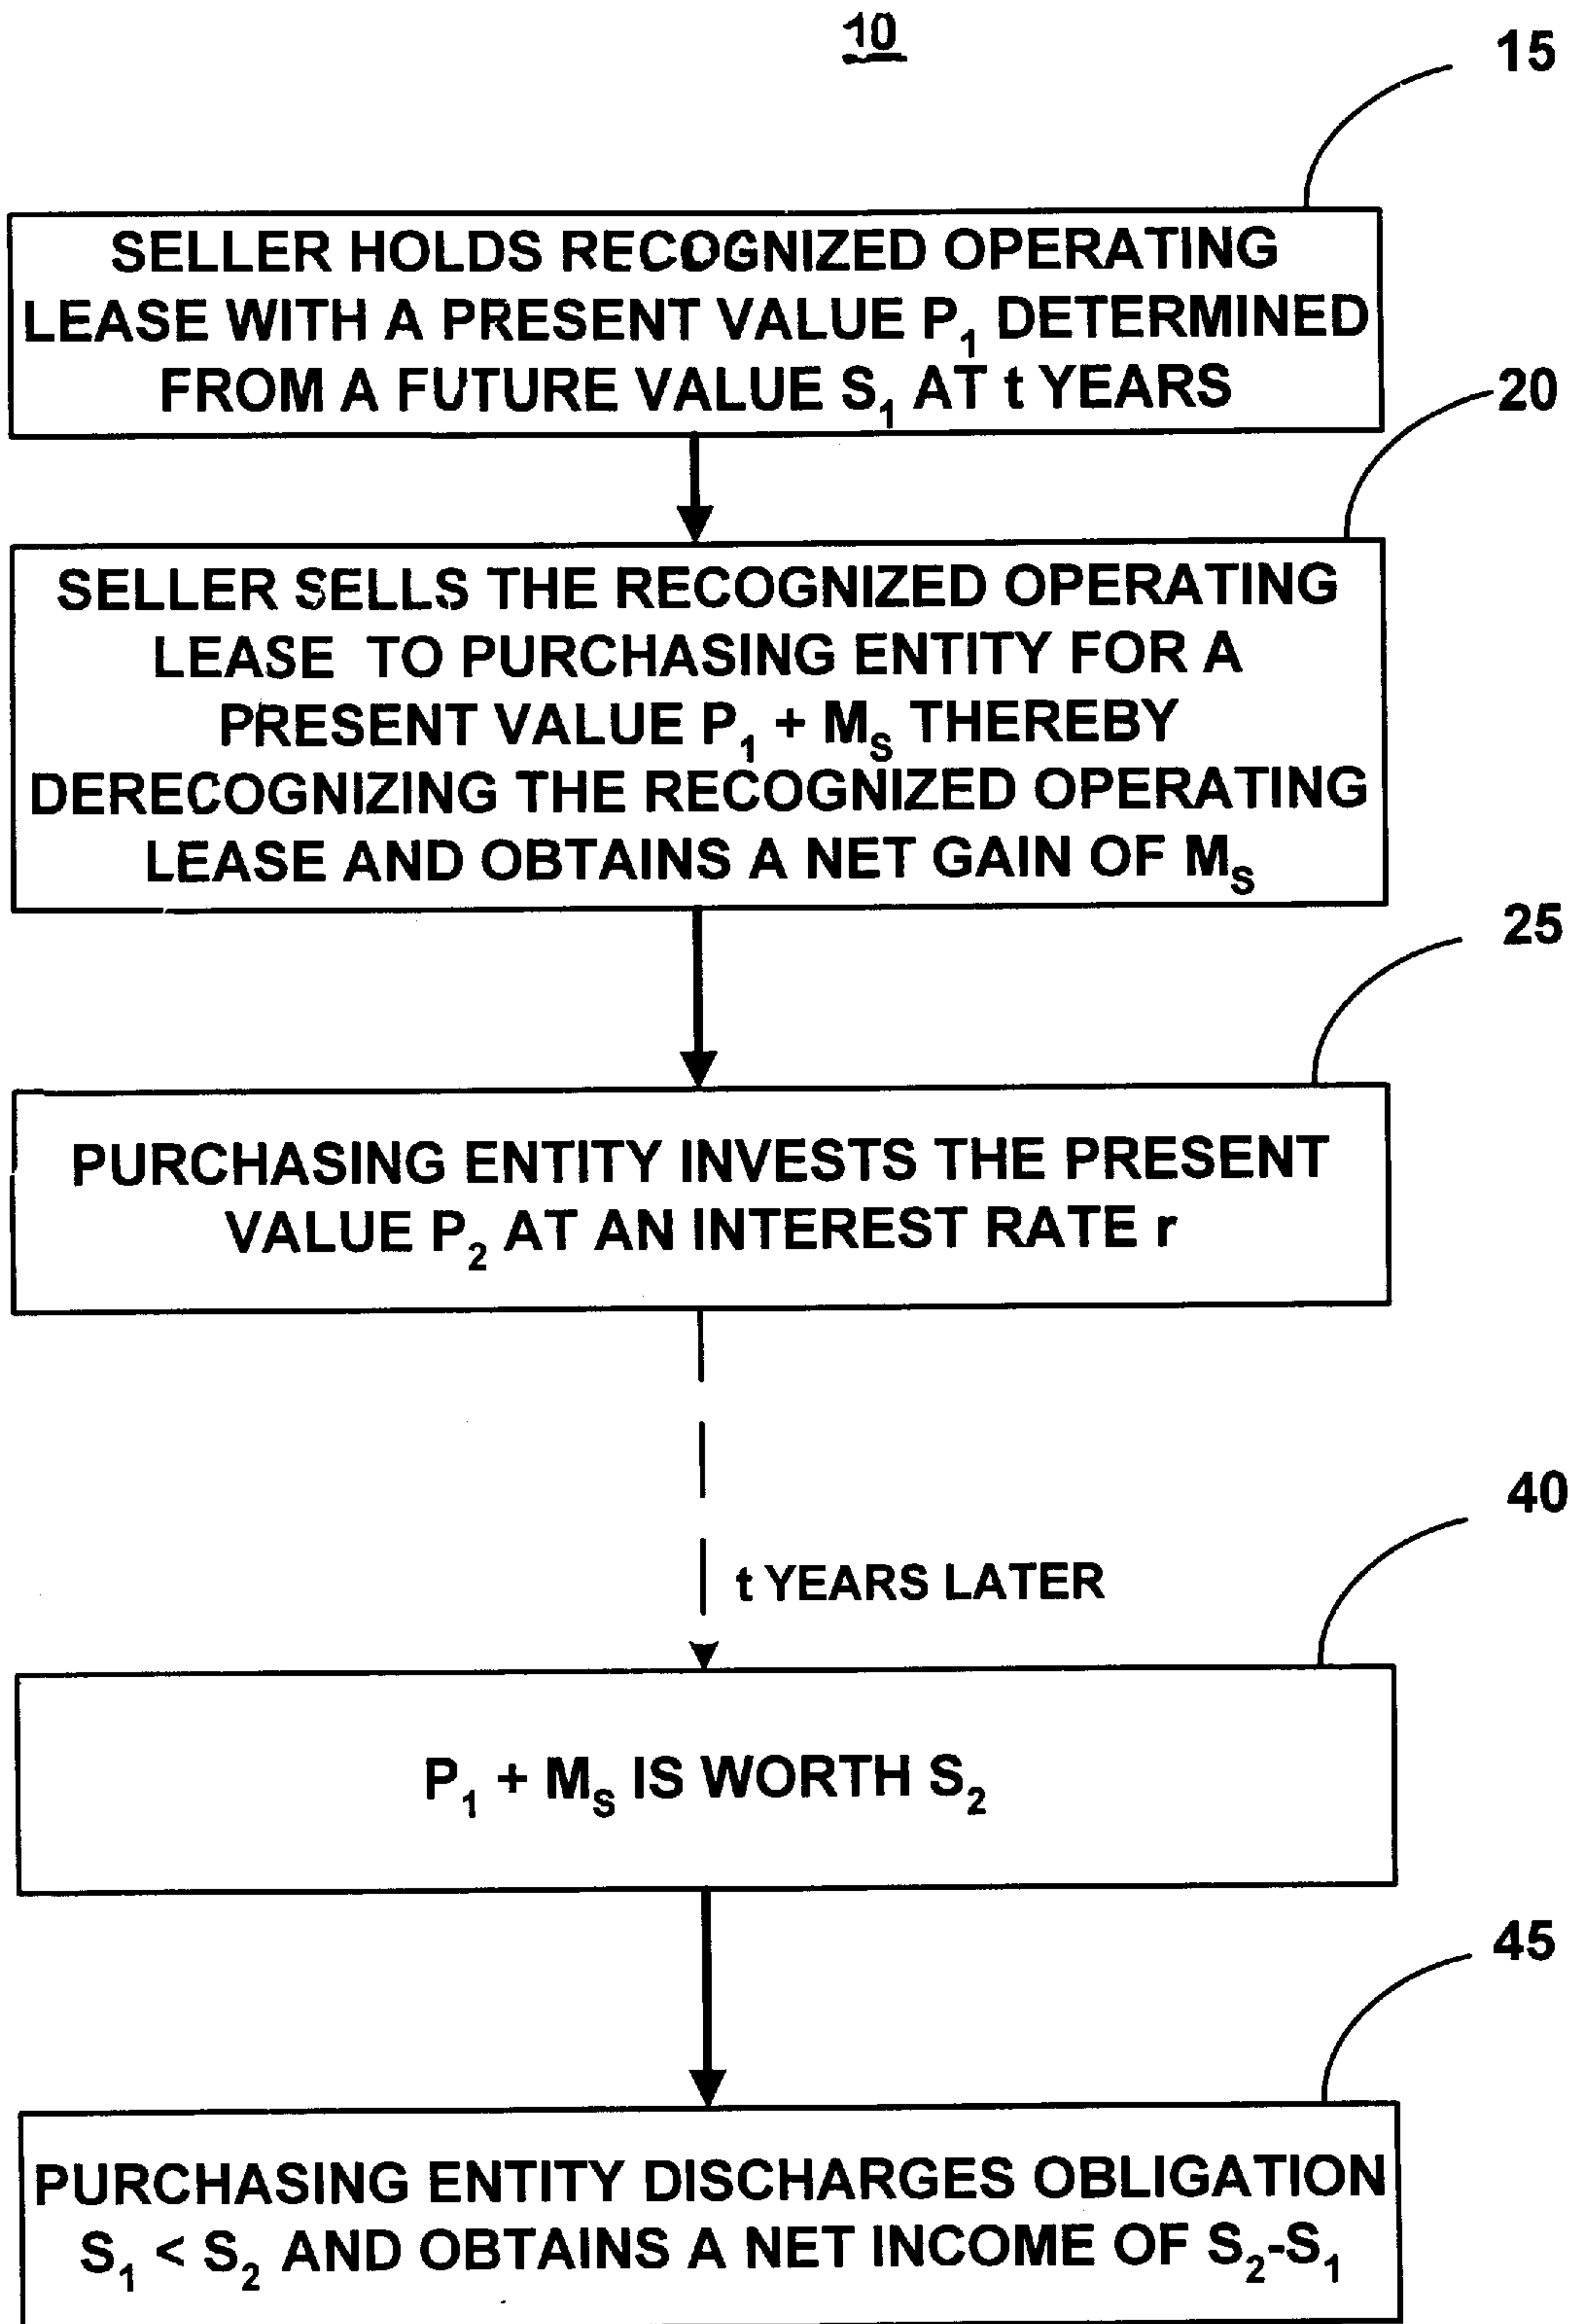 10
15
SELLER HOLDS RECOGNIZED OPERATING
LEASE WITH A PRESENT VALUE P₁ DETERMINED
FROM A FUTURE VALUE S₁ AT t YEARS
20
SELLER SELLS THE RECOGNIZED OPERATING
LEASE TO PURCHASING ENTITY FOR A
PRESENT VALUE P₁ + M_S THEREBY
DERECOGNIZING THE RECOGNIZED OPERATING
LEASE AND OBTAINS A NET GAIN OF M_S
25
PURCHASING ENTITY INVESTS THE PRESENT
VALUE P₂ AT AN INTEREST RATE r
t YEARS LATER
40
P₁ + M_S IS WORTH S₂
45
PURCHASING ENTITY DISCHARGES OBLIGATION
S₁ < S₂ AND OBTAINS A NET INCOME OF S₂-S₁